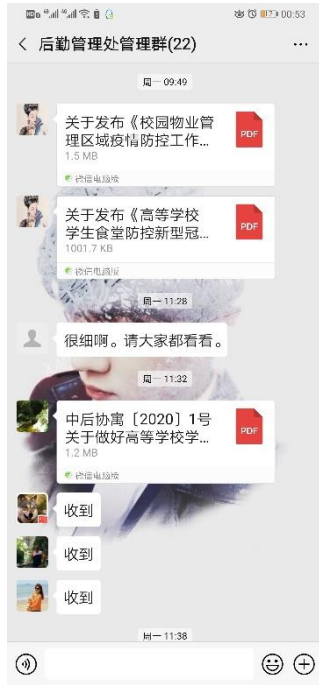 00:53
后勤管理处管理群(22)
周一 09:49
关于发布《校园物业管
理区域疫情防控工作...
PDF
1.5 MB
微信电脑版
关于发布《高等学校
学生食堂防控新型冠...
PDF
1001.7 KB
微信电脑版
周一 11:28
很细啊。请大家都看看。
周一 11:32
中后协寓〔2020〕1号
关于做好高等学校学...
PDF
1.2 MB
微信电脑版
收到
收到
收到
周一 11:38